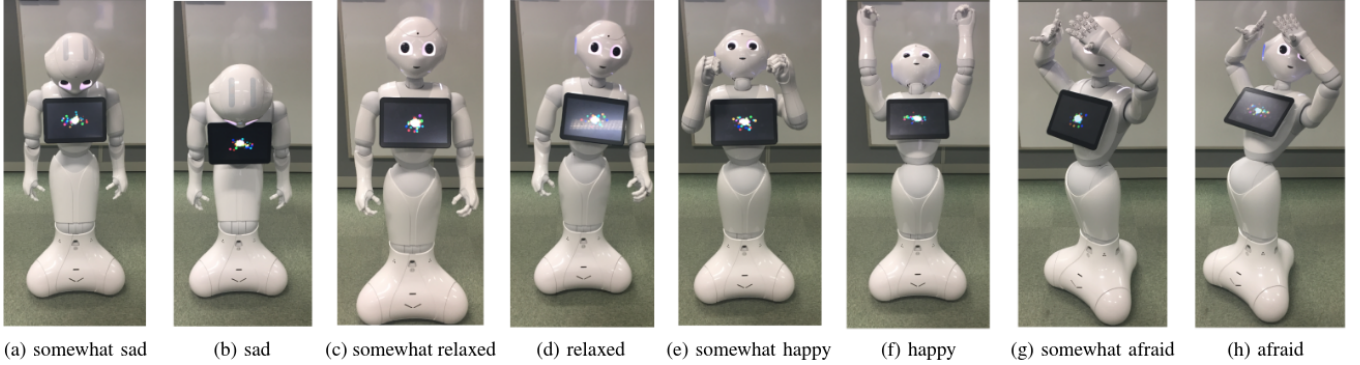 (a) somewhat sad
(b) sad
(c) somewhat relaxed
(d) relaxed
(e) somewhat happy
(f) happy
(g) somewhat afraid
(h) afraid